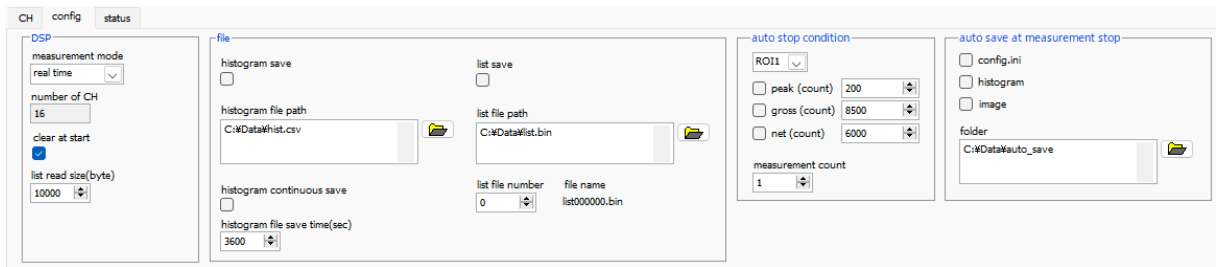 CH config status
DSP
measurement mode
real time
number of CH
16
clear at start
list read size(byte)
10000
file
histogram save
histogram file path
C:¥Data¥hist.csv
histogram continuous save
histogram file save time(sec)
3600
list save
list file path
C:¥Data¥list.bin
list file number file name
0 list000000.bin
auto stop condition
ROI1
peak (count) 200
gross (count) 8500
net (count) 6000
measurement count
1
auto save at measurement stop
config.ini
histogram
image
folder
C:¥Data¥auto_save